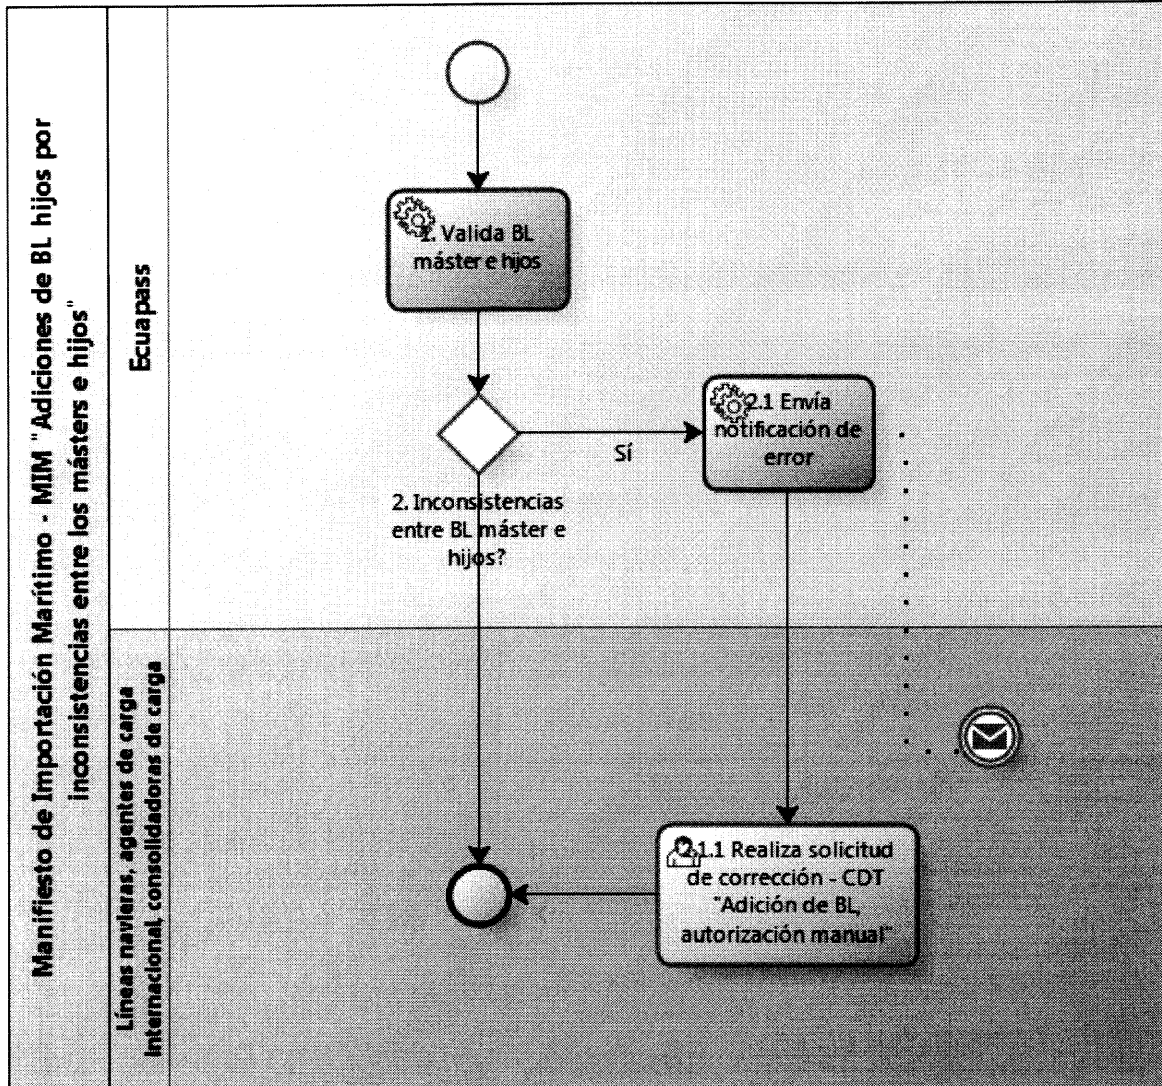 Manifiesto de Importación Marítimo - MIM "Adiciones de BL hijos por
inconsistencias entre los másters e hijos"
Ecuapass
1. Valida BL
máster e hijos
2.1 Envía
notificación de
error
Sí
2. Inconsistencias
entre BL máster e
hijos?
Líneas navieras, agentes de carga
Internacional, consolidadoras de carga
2.1.1 Realiza solicitud
de corrección - CDT
"Adición de BL,
autorización manual"